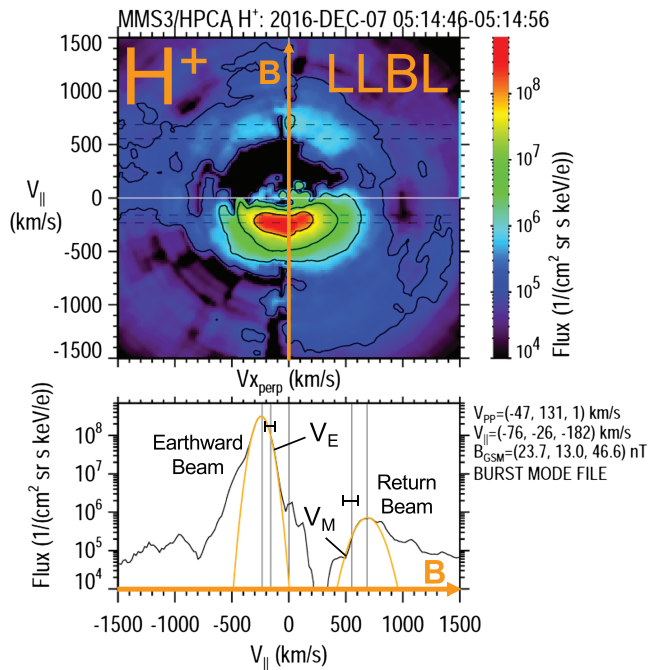 MMS3/HPCA H⁺: 2016-DEC-07 05:14:46-05:14:56
H⁺ B LLBL
1500
1000
500
0
-500
-1000
-1500
V||
(km/s)
10⁸
10⁷
10⁶
10⁵
10⁴
Flux (1/(cm² sr s keV/e))
Vx perp (km/s)
10⁸
10⁷
10⁶
10⁵
10⁴
Flux (1/(cm² sr s keV/e))
Earthward
Beam
V_E
V_M
Return
Beam
B
V_PP=(-47, 131, 1) km/s
V||=(-76, -26, -182) km/s
B_GSM=(23.7, 13.0, 46.6) nT
BURST MODE FILE
-1500 -1000 -500 0 500 1000 1500
V|| (km/s)